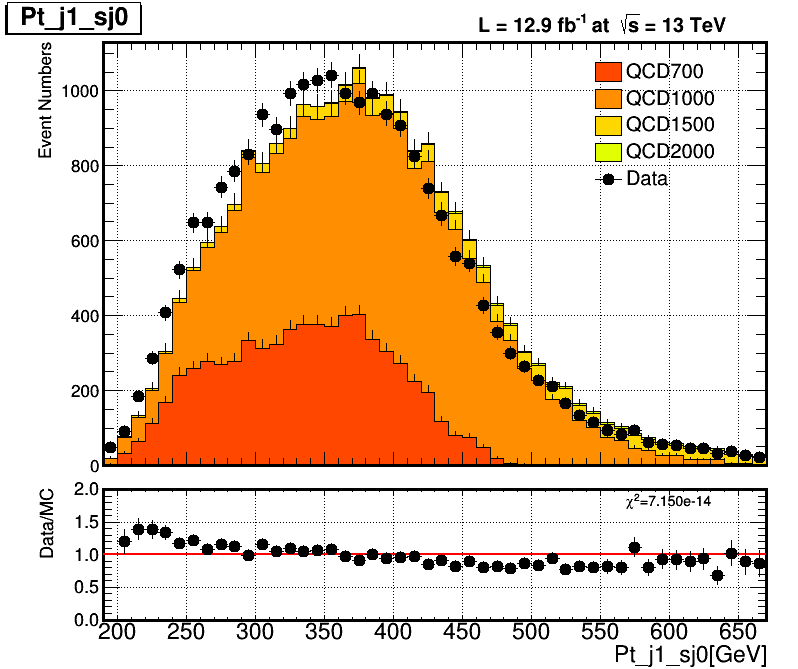 Pt_j1_sj0
L = 12.9 fb⁻¹ at √s = 13 TeV
Event Numbers
1000
800
600
400
200
0
QCD700
QCD1000
QCD1500
QCD2000
Data
Data/MC
2.0
1.5
1.0
0.5
0.0
χ²=7.150e-14
200 250 300 350 400 450 500 550 600 650
Pt_j1_sj0[GeV]